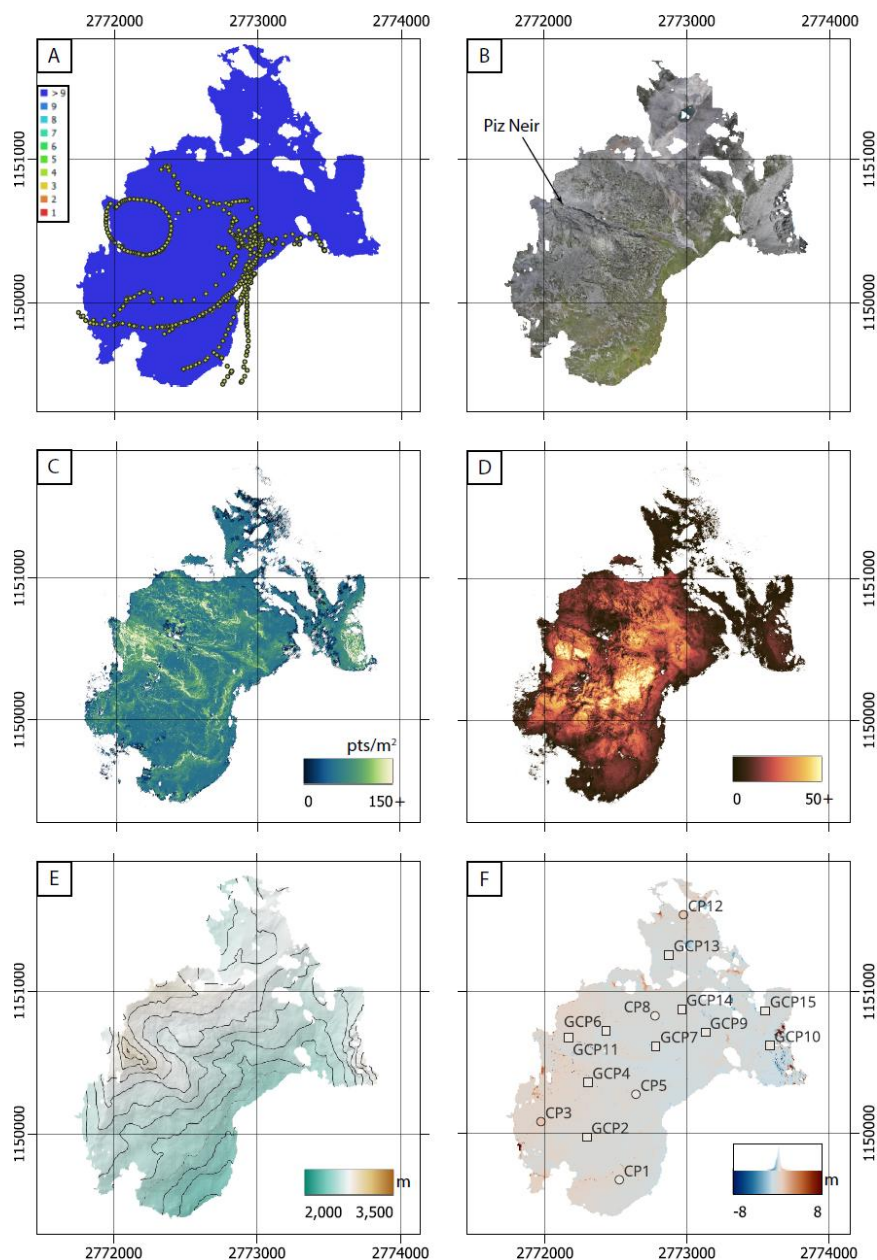 2772000 2773000 2774000 2772000 2773000 2774000
A
> 9
9
8
7
6
5
4
3
2
1
1151000
1150000
B
Piz Neir
1151000
1150000
C
1151000
1150000
pts/m²
0 150+
D
1151000
1150000
0 50+
E
1151000
1150000
m
2,000 3,500
F
CP12
GCP13
CP8
GCP14
GCP15
GCP6
GCP11
GCP7
GCP9
GCP10
GCP4
CP5
CP3
GCP2
CP1
1151000
1150000
m
-8 8
2772000 2773000 2774000 2772000 2773000 2774000